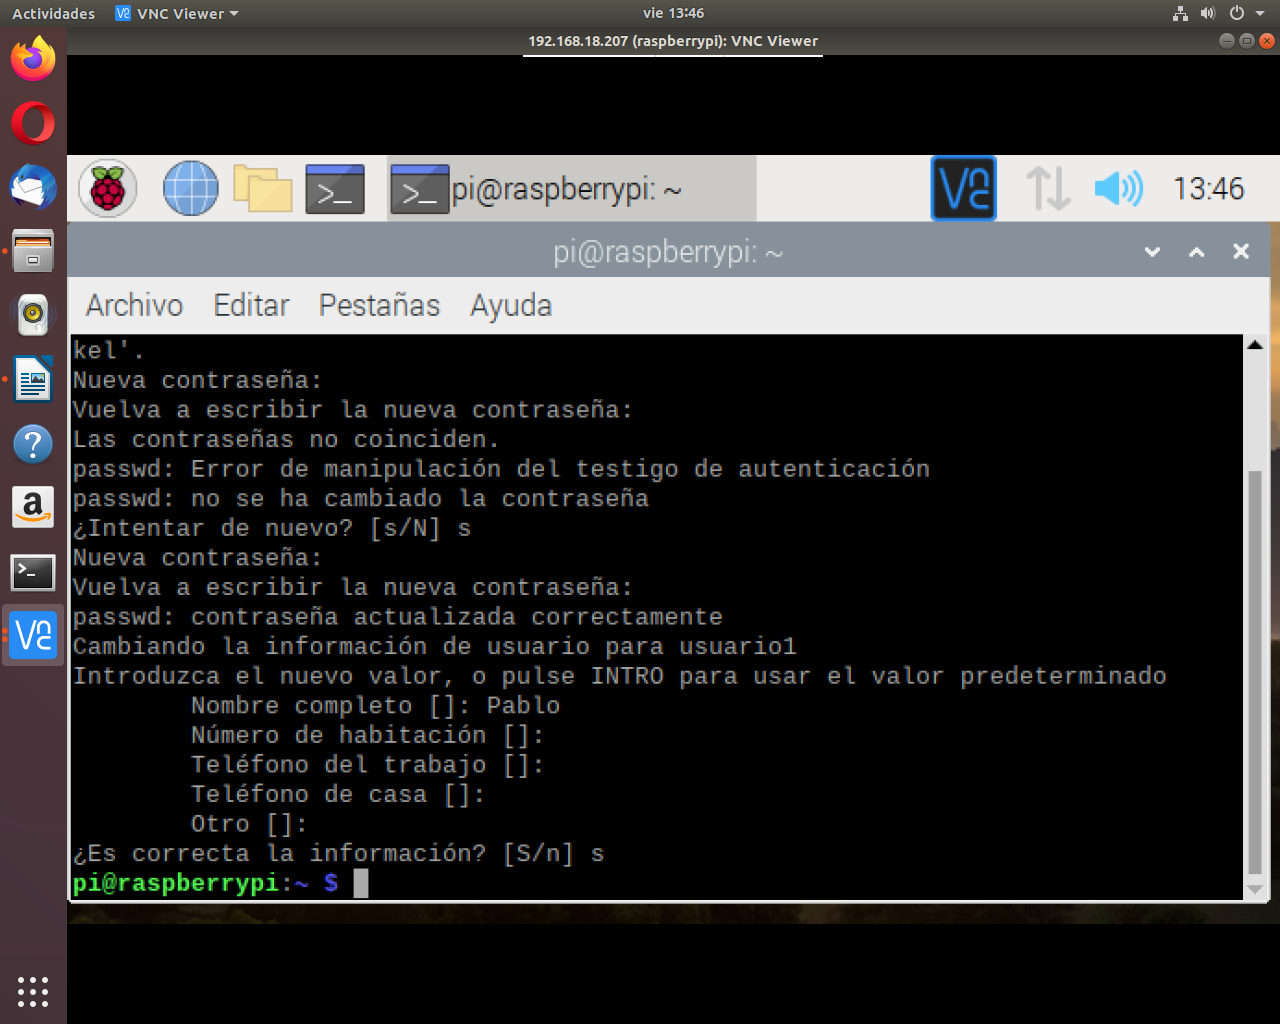 Actividades
VNC Viewer
vie 13:46
192.168.18.207 (raspberrypi): VNC Viewer
pi@raspberrypi: ~
13:46
pi@raspberrypi: ~
Archivo Editar Pestañas Ayuda
kel'.
Nueva contraseña:
Vuelva a escribir la nueva contraseña:
Las contraseñas no coinciden.
passwd: Error de manipulación del testigo de autenticación
passwd: no se ha cambiado la contraseña
¿Intentar de nuevo? [s/N] s
Nueva contraseña:
Vuelva a escribir la nueva contraseña:
passwd: contraseña actualizada correctamente
Cambiando la información de usuario para usuario1
Introduzca el nuevo valor, o pulse INTRO para usar el valor predeterminado
Nombre completo []: Pablo
Número de habitación []:
Teléfono del trabajo []:
Teléfono de casa []:
Otro []:
¿Es correcta la información? [S/n] s
pi@raspberrypi:~ $